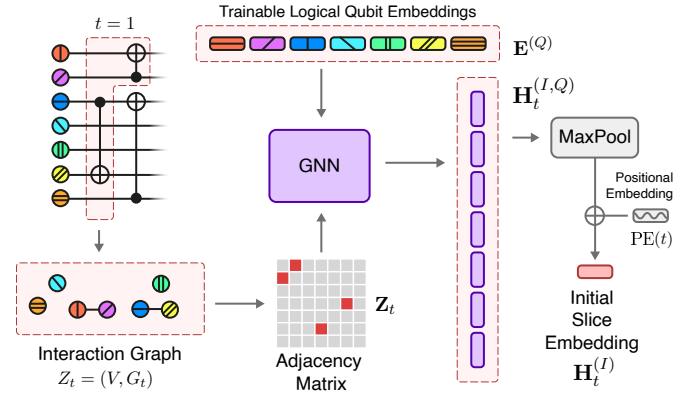 Trainable Logical Qubit Embeddings
t = 1
E^{(Q)}
H_t^{(I,Q)}
GNN
MaxPool
Positional
Embedding
PE(t)
Z_t
Initial
Slice
Embedding
H_t^{(I)}
Interaction Graph
Z_t = (V, G_t)
Adjacency
Matrix